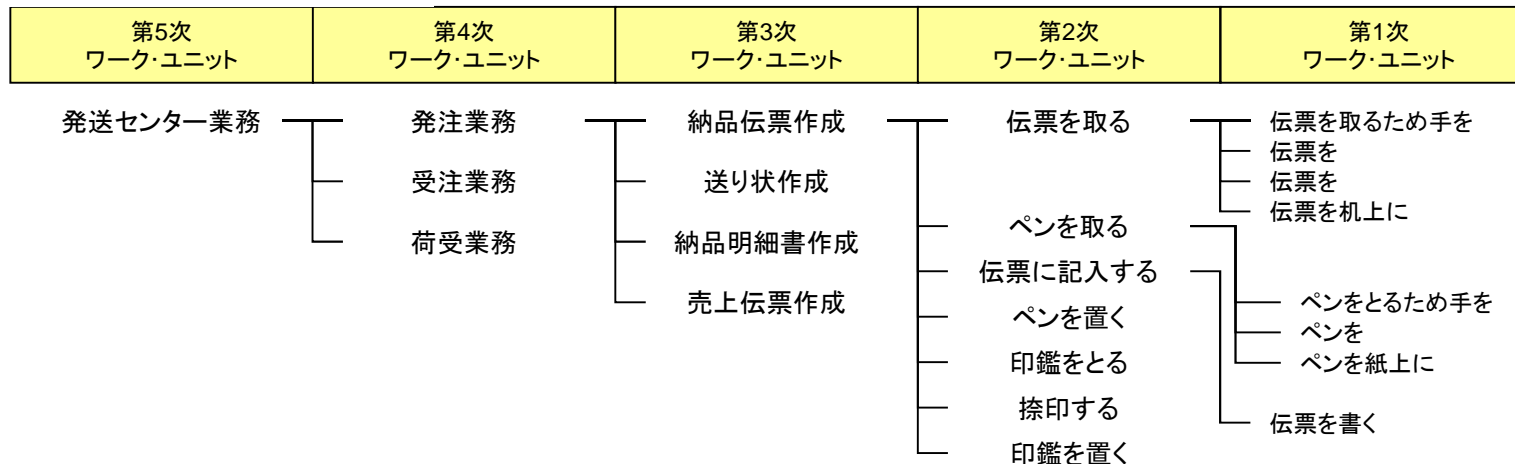 第5次
ワーク・ユニット
第4次
ワーク・ユニット
第3次
ワーク・ユニット
第2次
ワーク・ユニット
第1次
ワーク・ユニット
発送センター業務
発注業務
受注業務
荷受業務
納品伝票作成
送り状作成
納品明細書作成
売上伝票作成
伝票を取る
ペンを取る
伝票に記入する
ペンを置く
印鑑をとる
捺印する
印鑑を置く
伝票を取るため手を
伝票を
伝票を
伝票を机上に
ペンをとるため手を
ペンを
ペンを紙上に
伝票を書く